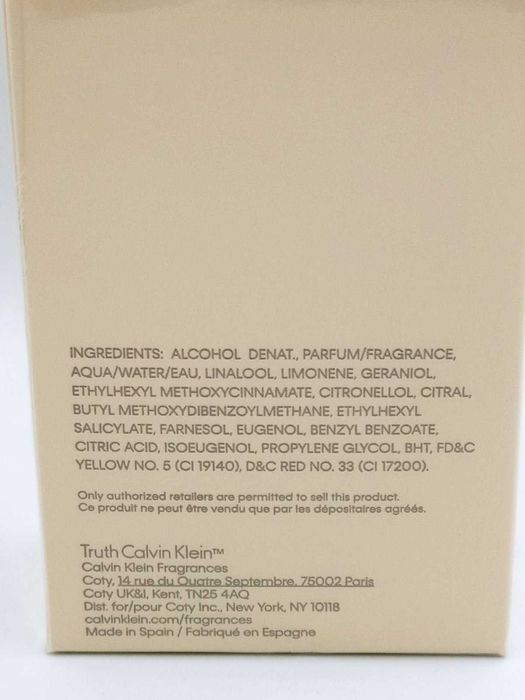 INGREDIENTS: ALCOHOL DENAT., PARFUM/FRAGRANCE,
AQUA/WATER/EAU, LINALOOL, LIMONENE, GERANIOL,
ETHYLHEXYL METHOXYCINNAMATE, CITRONELLOL, CITRAL,
BUTYL METHOXYDIBENZOYLMETHANE, ETHYLHEXYL
SALICYLATE, FARNESOL, EUGENOL, BENZYL BENZOATE,
CITRIC ACID, ISOEUGENOL, PROPYLENE GLYCOL, BHT, FD&C
YELLOW NO. 5 (CI 19140), D&C RED NO. 33 (CI 17200).
Only authorized retailers are permitted to sell this product.
Ce produit ne peut être vendu que par les dépositaires agréés.
Truth Calvin Klein™
Calvin Klein Fragrances
Coty, 14 rue du Quatre Septembre, 75002 Paris
Coty UK&I, Kent, TN25 4AQ
Dist. for/pour Coty Inc., New York, NY 10118
calvinklein.com/fragrances
Made in Spain / Fabriqué en Espagne